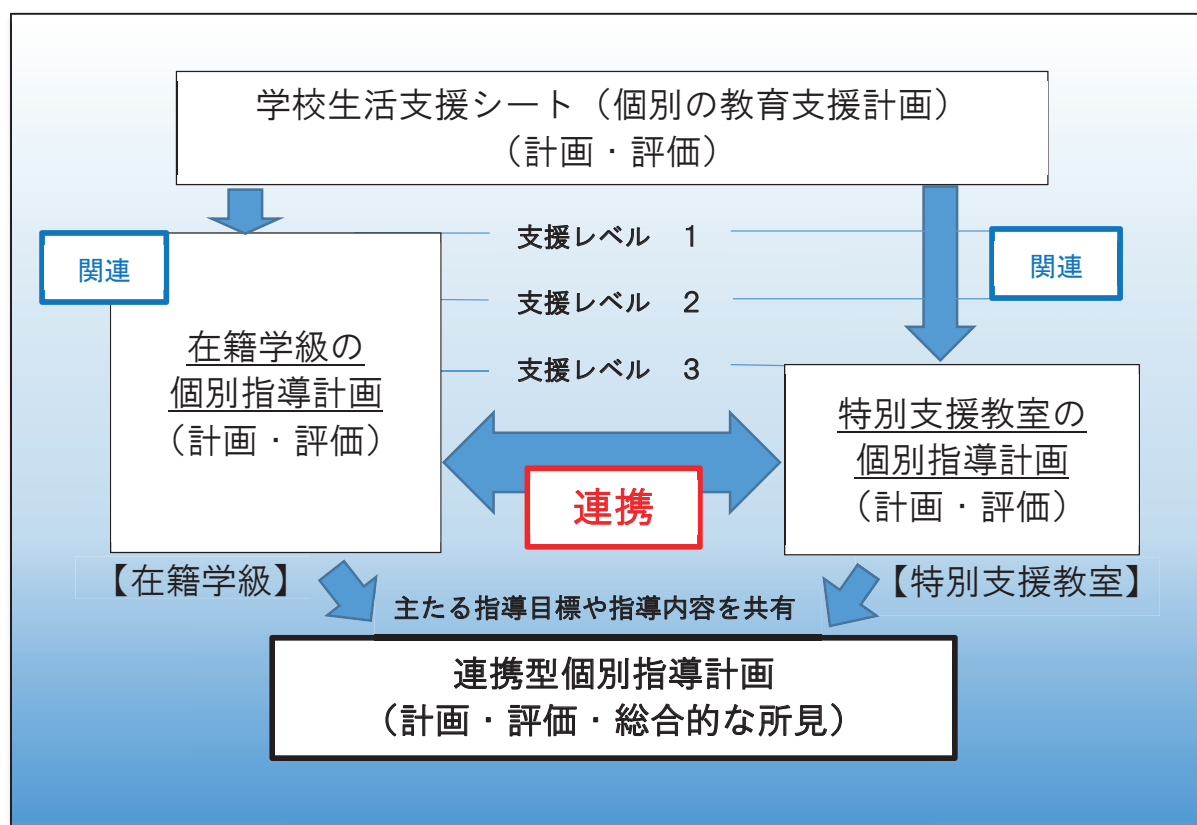 学校生活支援シート（個別の教育支援計画）
（計画・評価）
関連
支援レベル　1
関連
支援レベル　2
支援レベル　3
在籍学級の
個別指導計画
（計画・評価）
特別支援教室の
個別指導計画
（計画・評価）
連携
【在籍学級】
【特別支援教室】
主たる指導目標や指導内容を共有
連携型個別指導計画
（計画・評価・総合的な所見）